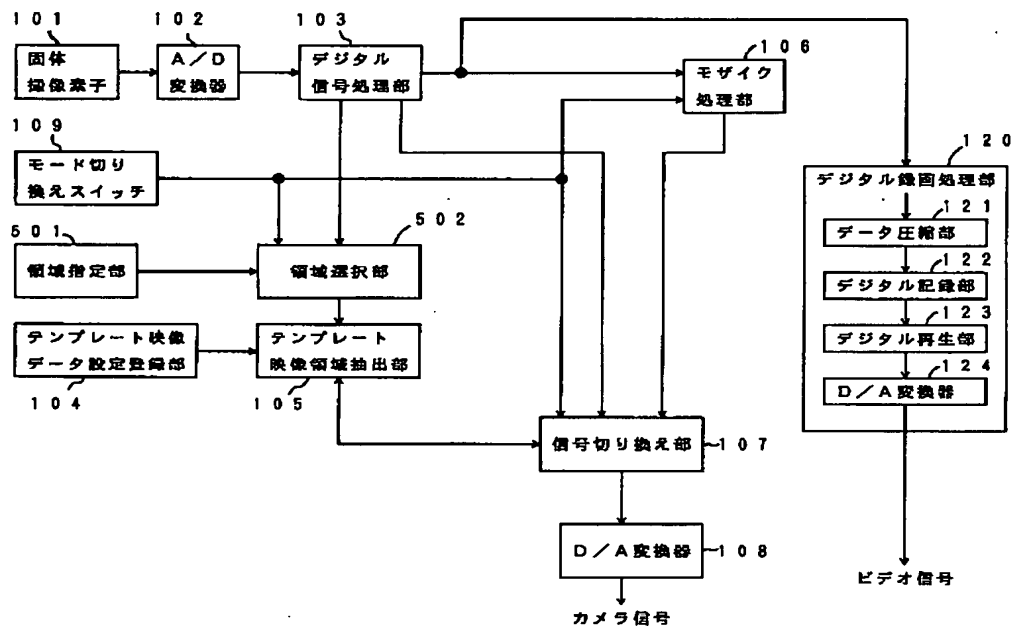 101
固体
撮像素子
102
A/D
変換器
103
デジタル
信号処理部
106
モザイク
処理部
109
モード切り
換えスイッチ
120
デジタル録画処理部
121
データ圧縮部
122
デジタル記録部
123
デジタル再生部
124
D/A変換器
501
領域指定部
502
領域選択部
テンプレート映像
データ設定登録部
104
テンプレート
映像領域抽出部
105
信号切り換え部
107
D/A変換器
108
カメラ信号
ビデオ信号